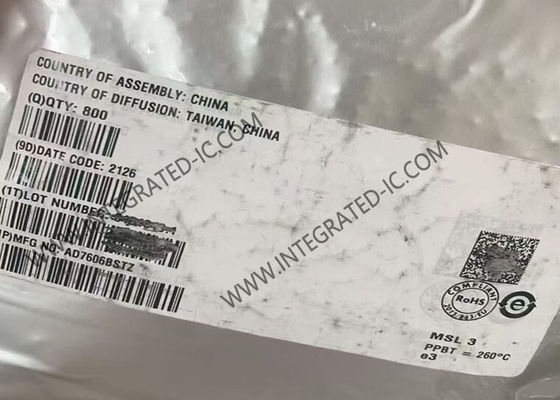 COUNTRY OF ASSEMBLY: CHINA
COUNTRY OF DIFFUSION: TAIWAN, CHINA
(Q)QTY: 800
(9D)DATE CODE: 2126
(1T)LOT NUMBER
P)MFG NO: AD7606BSTZ
WWW.INTEGRATED-IC.COM
WWW.INTEGRATED-IC.COM
COMPLIANT
RoHS
e
MSL 3
PPBT = 260°C
e3